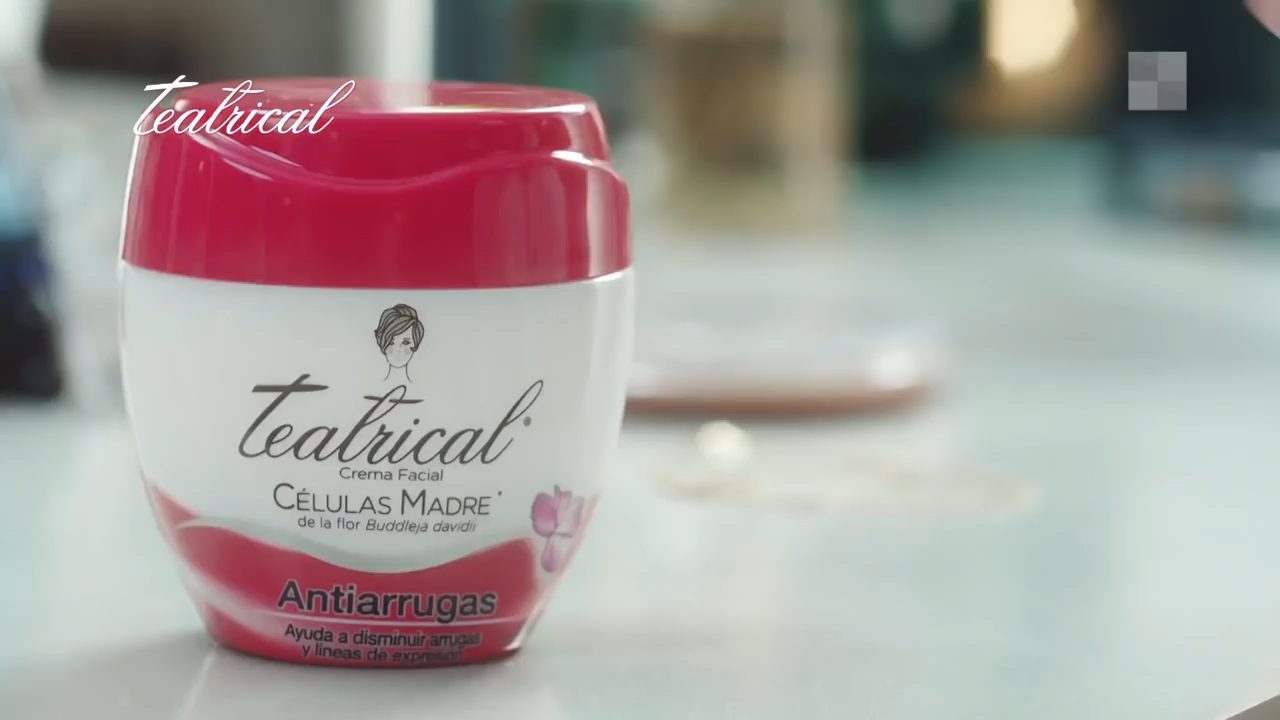 Teatrical
Teatrical®
Crema Facial
CÉLULAS MADRE*
de la flor Buddleja davidii
Antiarrugas
Ayuda a disminuir arrugas
y líneas de expresión